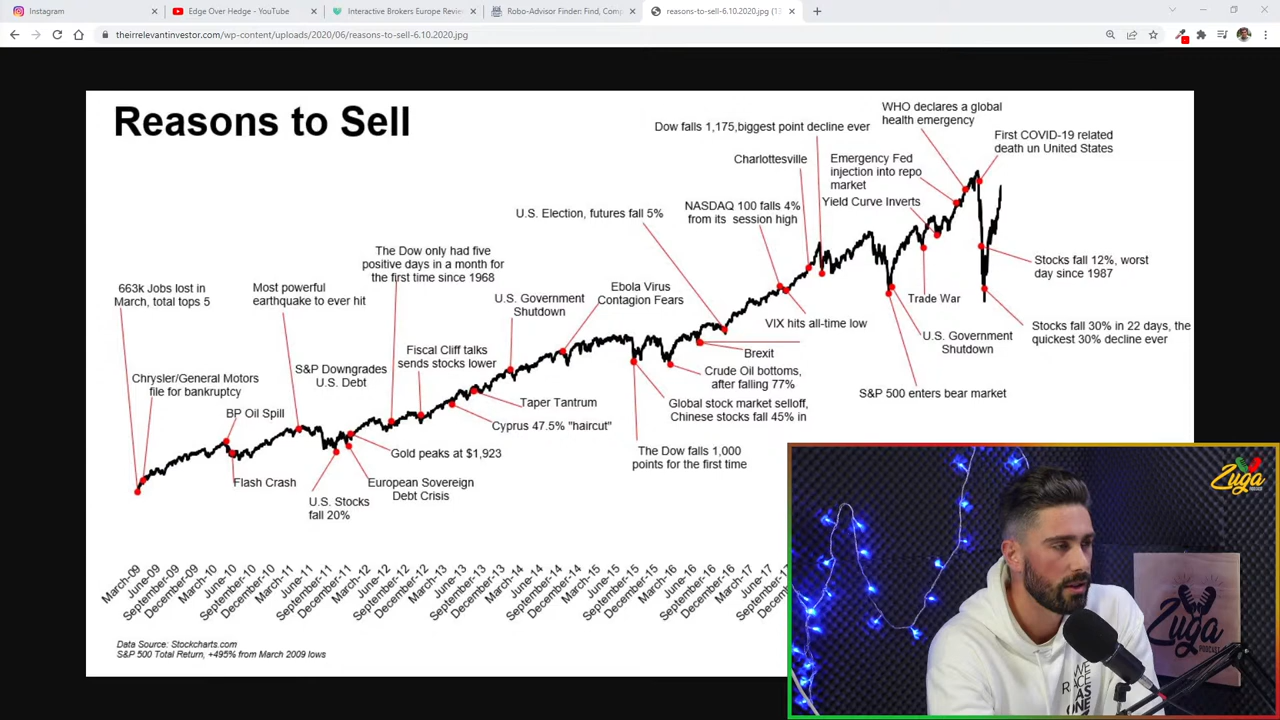 Instagram
Edge Over Hedge - YouTube
Interactive Brokers Europe Review
Robo-Advisor Finder: Find, Comp
reasons-to-sell-6.10.2020.jpg (13
theirrelevantinvestor.com/wp-content/uploads/2020/06/reasons-to-sell-6.10.2020.jpg
Reasons to Sell
WHO declares a global
health emergency
Dow falls 1,175,biggest point decline ever
First COVID-19 related
death un United States
Charlottesville
Emergency Fed
injection into repo
market
NASDAQ 100 falls 4%
from its session high
Yield Curve Inverts
U.S. Election, futures fall 5%
The Dow only had five
positive days in a month for
the first time since 1968
Stocks fall 12%, worst
day since 1987
663k Jobs lost in
March, total tops 5
Most powerful
earthquake to ever hit
U.S. Government
Shutdown
Ebola Virus
Contagion Fears
Trade War
VIX hits all-time low
Stocks fall 30% in 22 days, the
quickest 30% decline ever
U.S. Government
Shutdown
Fiscal Cliff talks
sends stocks lower
Brexit
S&P Downgrades
U.S. Debt
Crude Oil bottoms,
after falling 77%
Chrysler/General Motors
file for bankruptcy
S&P 500 enters bear market
Taper Tantrum
Global stock market selloff,
Chinese stocks fall 45% in
BP Oil Spill
Cyprus 47.5% "haircut"
Gold peaks at $1,923
The Dow falls 1,000
points for the first time
Flash Crash
European Sovereign
Debt Crisis
U.S. Stocks
fall 20%
March-09
June-09
September-09
December-09
March-10
June-10
September-10
December-10
March-11
June-11
September-11
December-11
March-12
June-12
September-12
December-12
March-13
June-13
September-13
December-13
March-14
June-14
September-14
December-14
March-15
June-15
September-15
December-15
March-16
June-16
September-16
December-16
March-17
June-17
Data Source: Stockcharts.com
S&P 500 Total Return, +495% from March 2009 lows
Zuga
PODCAST
Zuga